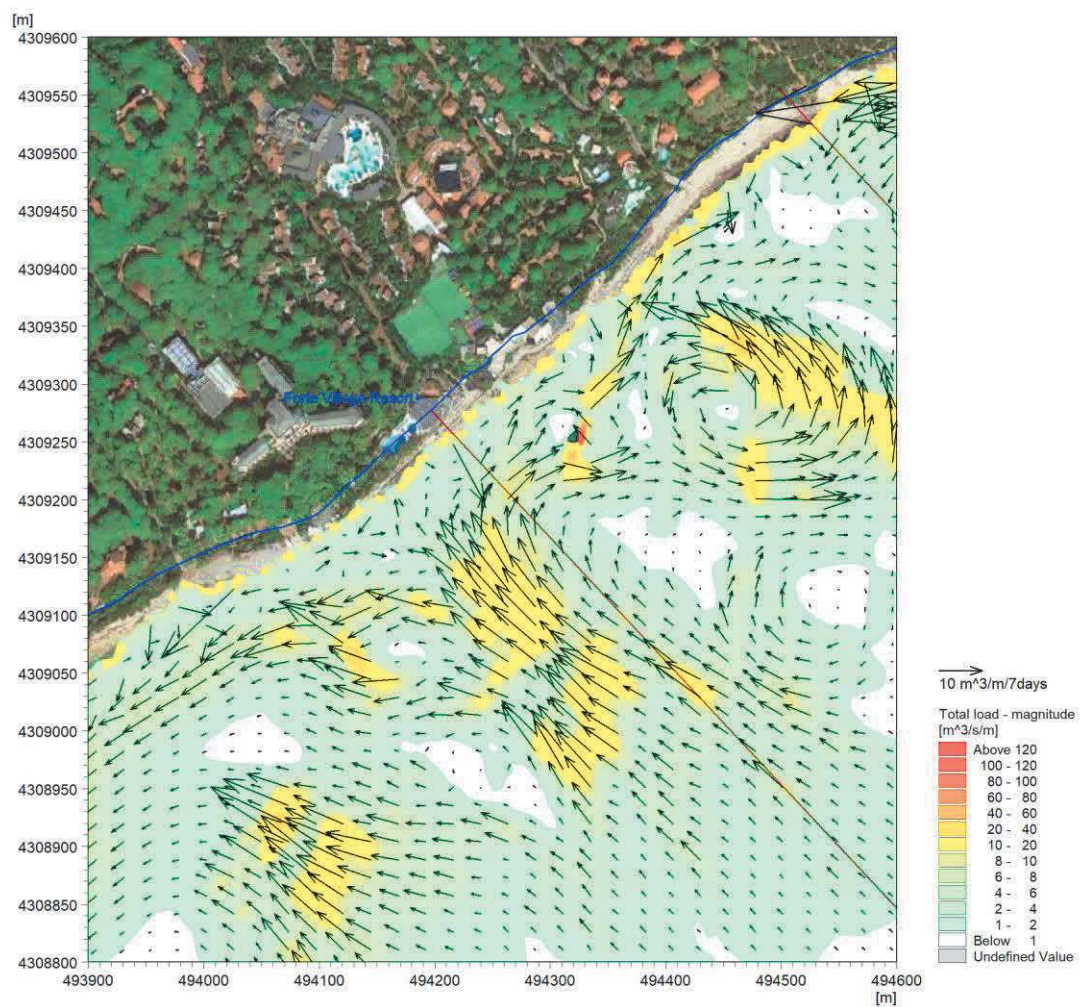 [m]
4309600
4309550
4309500
4309450
4309400
4309350
4309300
4309250
4309200
4309150
4309100
4309050
4309000
4308950
4308900
4308850
4308800
Forte Village Resort
493900 494000 494100 494200 494300 494400 494500 494600
[m]
10 m^3/m/7days
Total load - magnitude
[m^3/s/m]
Above 120
100 - 120
80 - 100
60 - 80
40 - 60
20 - 40
10 - 20
8 - 10
6 - 8
4 - 6
2 - 4
1 - 2
Below 1
Undefined Value